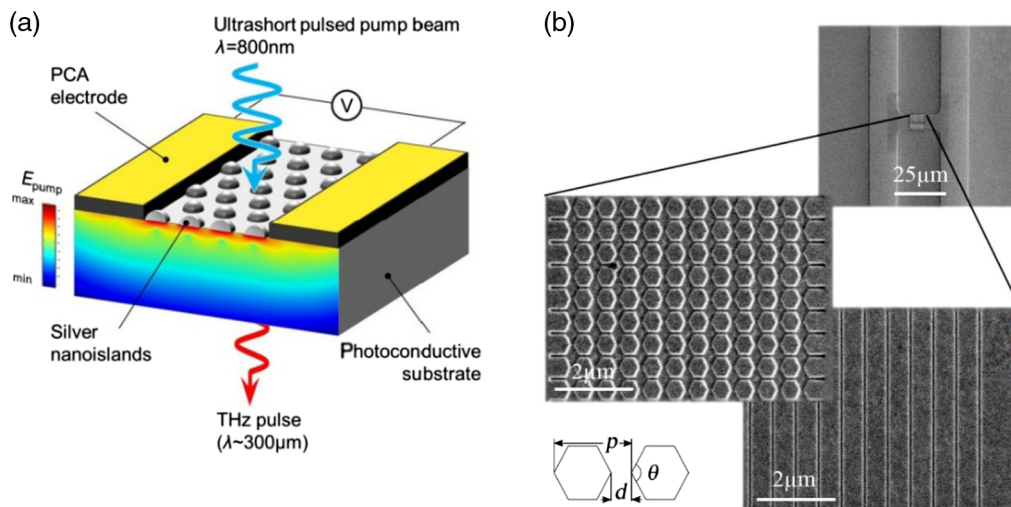 (a)
Ultrashort pulsed pump beam
λ=800nm
PCA
electrode
V
E_pump
max
min
Silver
nanoislands
Photoconductive
substrate
THz pulse
(λ~300μm)
(b)
25μm
2μm
p
θ
d
2μm